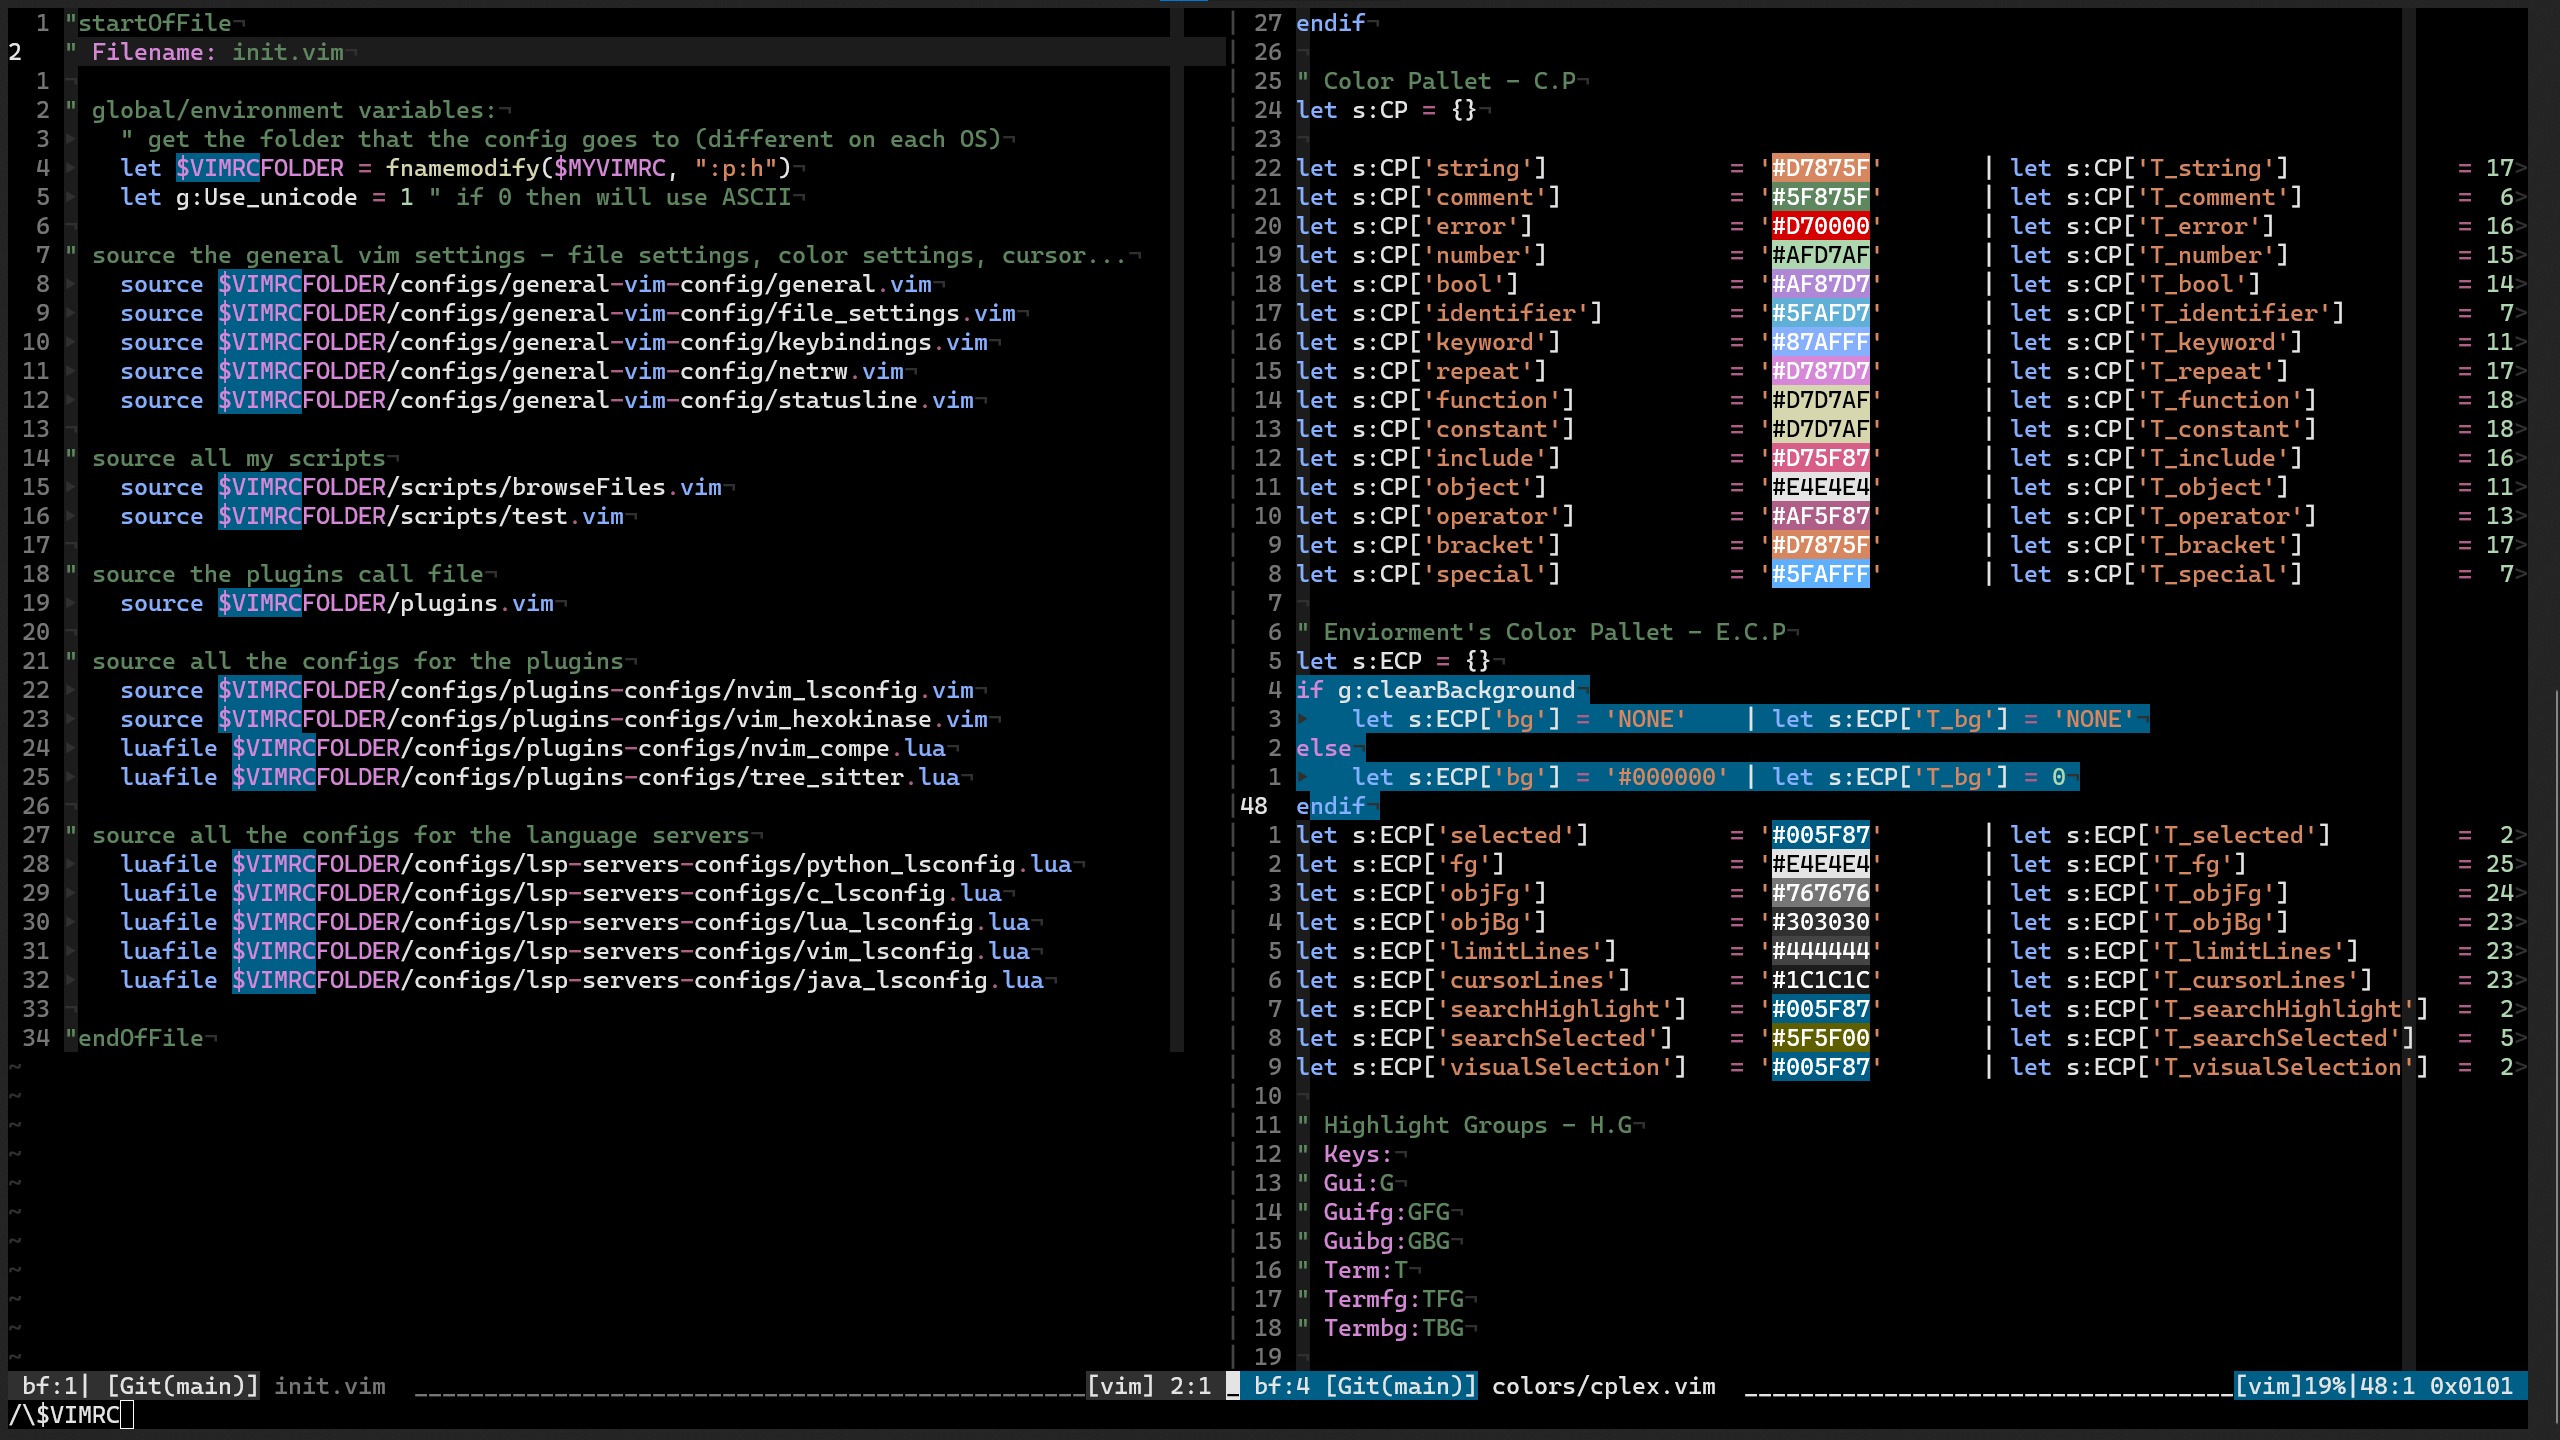 1 "startOfFile¬
2 " Filename: init.vim¬
1 ¬
2 " global/environment variables:¬
3 " get the folder that the config goes to (different on each OS)¬
4 let $VIMRCFOLDER = fnamemodify($MYVIMRC, ":p:h")¬
5 let g:Use_unicode = 1 " if 0 then will use ASCII¬
6 ¬
7 " source the general vim settings - file settings, color settings, cursor...¬
8 source $VIMRCFOLDER/configs/general-vim-config/general.vim¬
9 source $VIMRCFOLDER/configs/general-vim-config/file_settings.vim¬
10 source $VIMRCFOLDER/configs/general-vim-config/keybindings.vim¬
11 source $VIMRCFOLDER/configs/general-vim-config/netrw.vim¬
12 source $VIMRCFOLDER/configs/general-vim-config/statusline.vim¬
13 ¬
14 " source all my scripts¬
15 source $VIMRCFOLDER/scripts/browseFiles.vim¬
16 source $VIMRCFOLDER/scripts/test.vim¬
17 ¬
18 " source the plugins call file¬
19 source $VIMRCFOLDER/plugins.vim¬
20 ¬
21 " source all the configs for the plugins¬
22 source $VIMRCFOLDER/configs/plugins-configs/nvim_lsconfig.vim¬
23 source $VIMRCFOLDER/configs/plugins-configs/vim_hexokinase.vim¬
24 luafile $VIMRCFOLDER/configs/plugins-configs/nvim_compe.lua¬
25 luafile $VIMRCFOLDER/configs/plugins-configs/tree_sitter.lua¬
26 ¬
27 " source all the configs for the language servers¬
28 luafile $VIMRCFOLDER/configs/lsp-servers-configs/python_lsconfig.lua¬
29 luafile $VIMRCFOLDER/configs/lsp-servers-configs/c_lsconfig.lua¬
30 luafile $VIMRCFOLDER/configs/lsp-servers-configs/lua_lsconfig.lua¬
31 luafile $VIMRCFOLDER/configs/lsp-servers-configs/vim_lsconfig.lua¬
32 luafile $VIMRCFOLDER/configs/lsp-servers-configs/java_lsconfig.lua¬
33 ¬
34 "endOfFile¬
~
~
~
~
~
~
~
~
~
~
~
bf:1| [Git(main)] init.vim ________________________________________________[vim] 2:1
27 endif¬
26 ¬
25 " Color Pallet - C.P¬
24 let s:CP = {}¬
23 ¬
22 let s:CP['string'] = '#D7875F' | let s:CP['T_string'] = 17>
21 let s:CP['comment'] = '#5F875F' | let s:CP['T_comment'] = 6>
20 let s:CP['error'] = '#D70000' | let s:CP['T_error'] = 16>
19 let s:CP['number'] = '#AFD7AF' | let s:CP['T_number'] = 15>
18 let s:CP['bool'] = '#AF87D7' | let s:CP['T_bool'] = 14>
17 let s:CP['identifier'] = '#5FAFD7' | let s:CP['T_identifier'] = 7>
16 let s:CP['keyword'] = '#87AFFF' | let s:CP['T_keyword'] = 11>
15 let s:CP['repeat'] = '#D787D7' | let s:CP['T_repeat'] = 17>
14 let s:CP['function'] = '#D7D7AF' | let s:CP['T_function'] = 18>
13 let s:CP['constant'] = '#D7D7AF' | let s:CP['T_constant'] = 18>
12 let s:CP['include'] = '#D75F87' | let s:CP['T_include'] = 16>
11 let s:CP['object'] = '#E4E4E4' | let s:CP['T_object'] = 11>
10 let s:CP['operator'] = '#AF5F87' | let s:CP['T_operator'] = 13>
9 let s:CP['bracket'] = '#D7875F' | let s:CP['T_bracket'] = 17>
8 let s:CP['special'] = '#5FAFFF' | let s:CP['T_special'] = 7>
7 ¬
6 " Enviorment's Color Pallet - E.C.P¬
5 let s:ECP = {}¬
4 if g:clearBackground¬
3 let s:ECP['bg'] = 'NONE' | let s:ECP['T_bg'] = 'NONE'¬
2 else¬
1 let s:ECP['bg'] = '#000000' | let s:ECP['T_bg'] = 0¬
48 endif¬
1 let s:ECP['selected'] = '#005F87' | let s:ECP['T_selected'] = 2>
2 let s:ECP['fg'] = '#E4E4E4' | let s:ECP['T_fg'] = 25>
3 let s:ECP['objFg'] = '#767676' | let s:ECP['T_objFg'] = 24>
4 let s:ECP['objBg'] = '#303030' | let s:ECP['T_objBg'] = 23>
5 let s:ECP['limitLines'] = '#444444' | let s:ECP['T_limitLines'] = 23>
6 let s:ECP['cursorLines'] = '#1C1C1C' | let s:ECP['T_cursorLines'] = 23>
7 let s:ECP['searchHighlight'] = '#005F87' | let s:ECP['T_searchHighlight'] = 2>
8 let s:ECP['searchSelected'] = '#5F5F00' | let s:ECP['T_searchSelected'] = 5>
9 let s:ECP['visualSelection'] = '#005F87' | let s:ECP['T_visualSelection'] = 2>
10 ¬
11 " Highlight Groups - H.G¬
12 " Keys:¬
13 " Gui:G¬
14 " Guifg:GFG¬
15 " Guibg:GBG¬
16 " Term:T¬
17 " Termfg:TFG¬
18 " Termbg:TBG¬
19 ¬
_ bf:4 [Git(main)] colors/cplex.vim ___________________________________[vim]19%|48:1 0x0101
/\$VIMRC